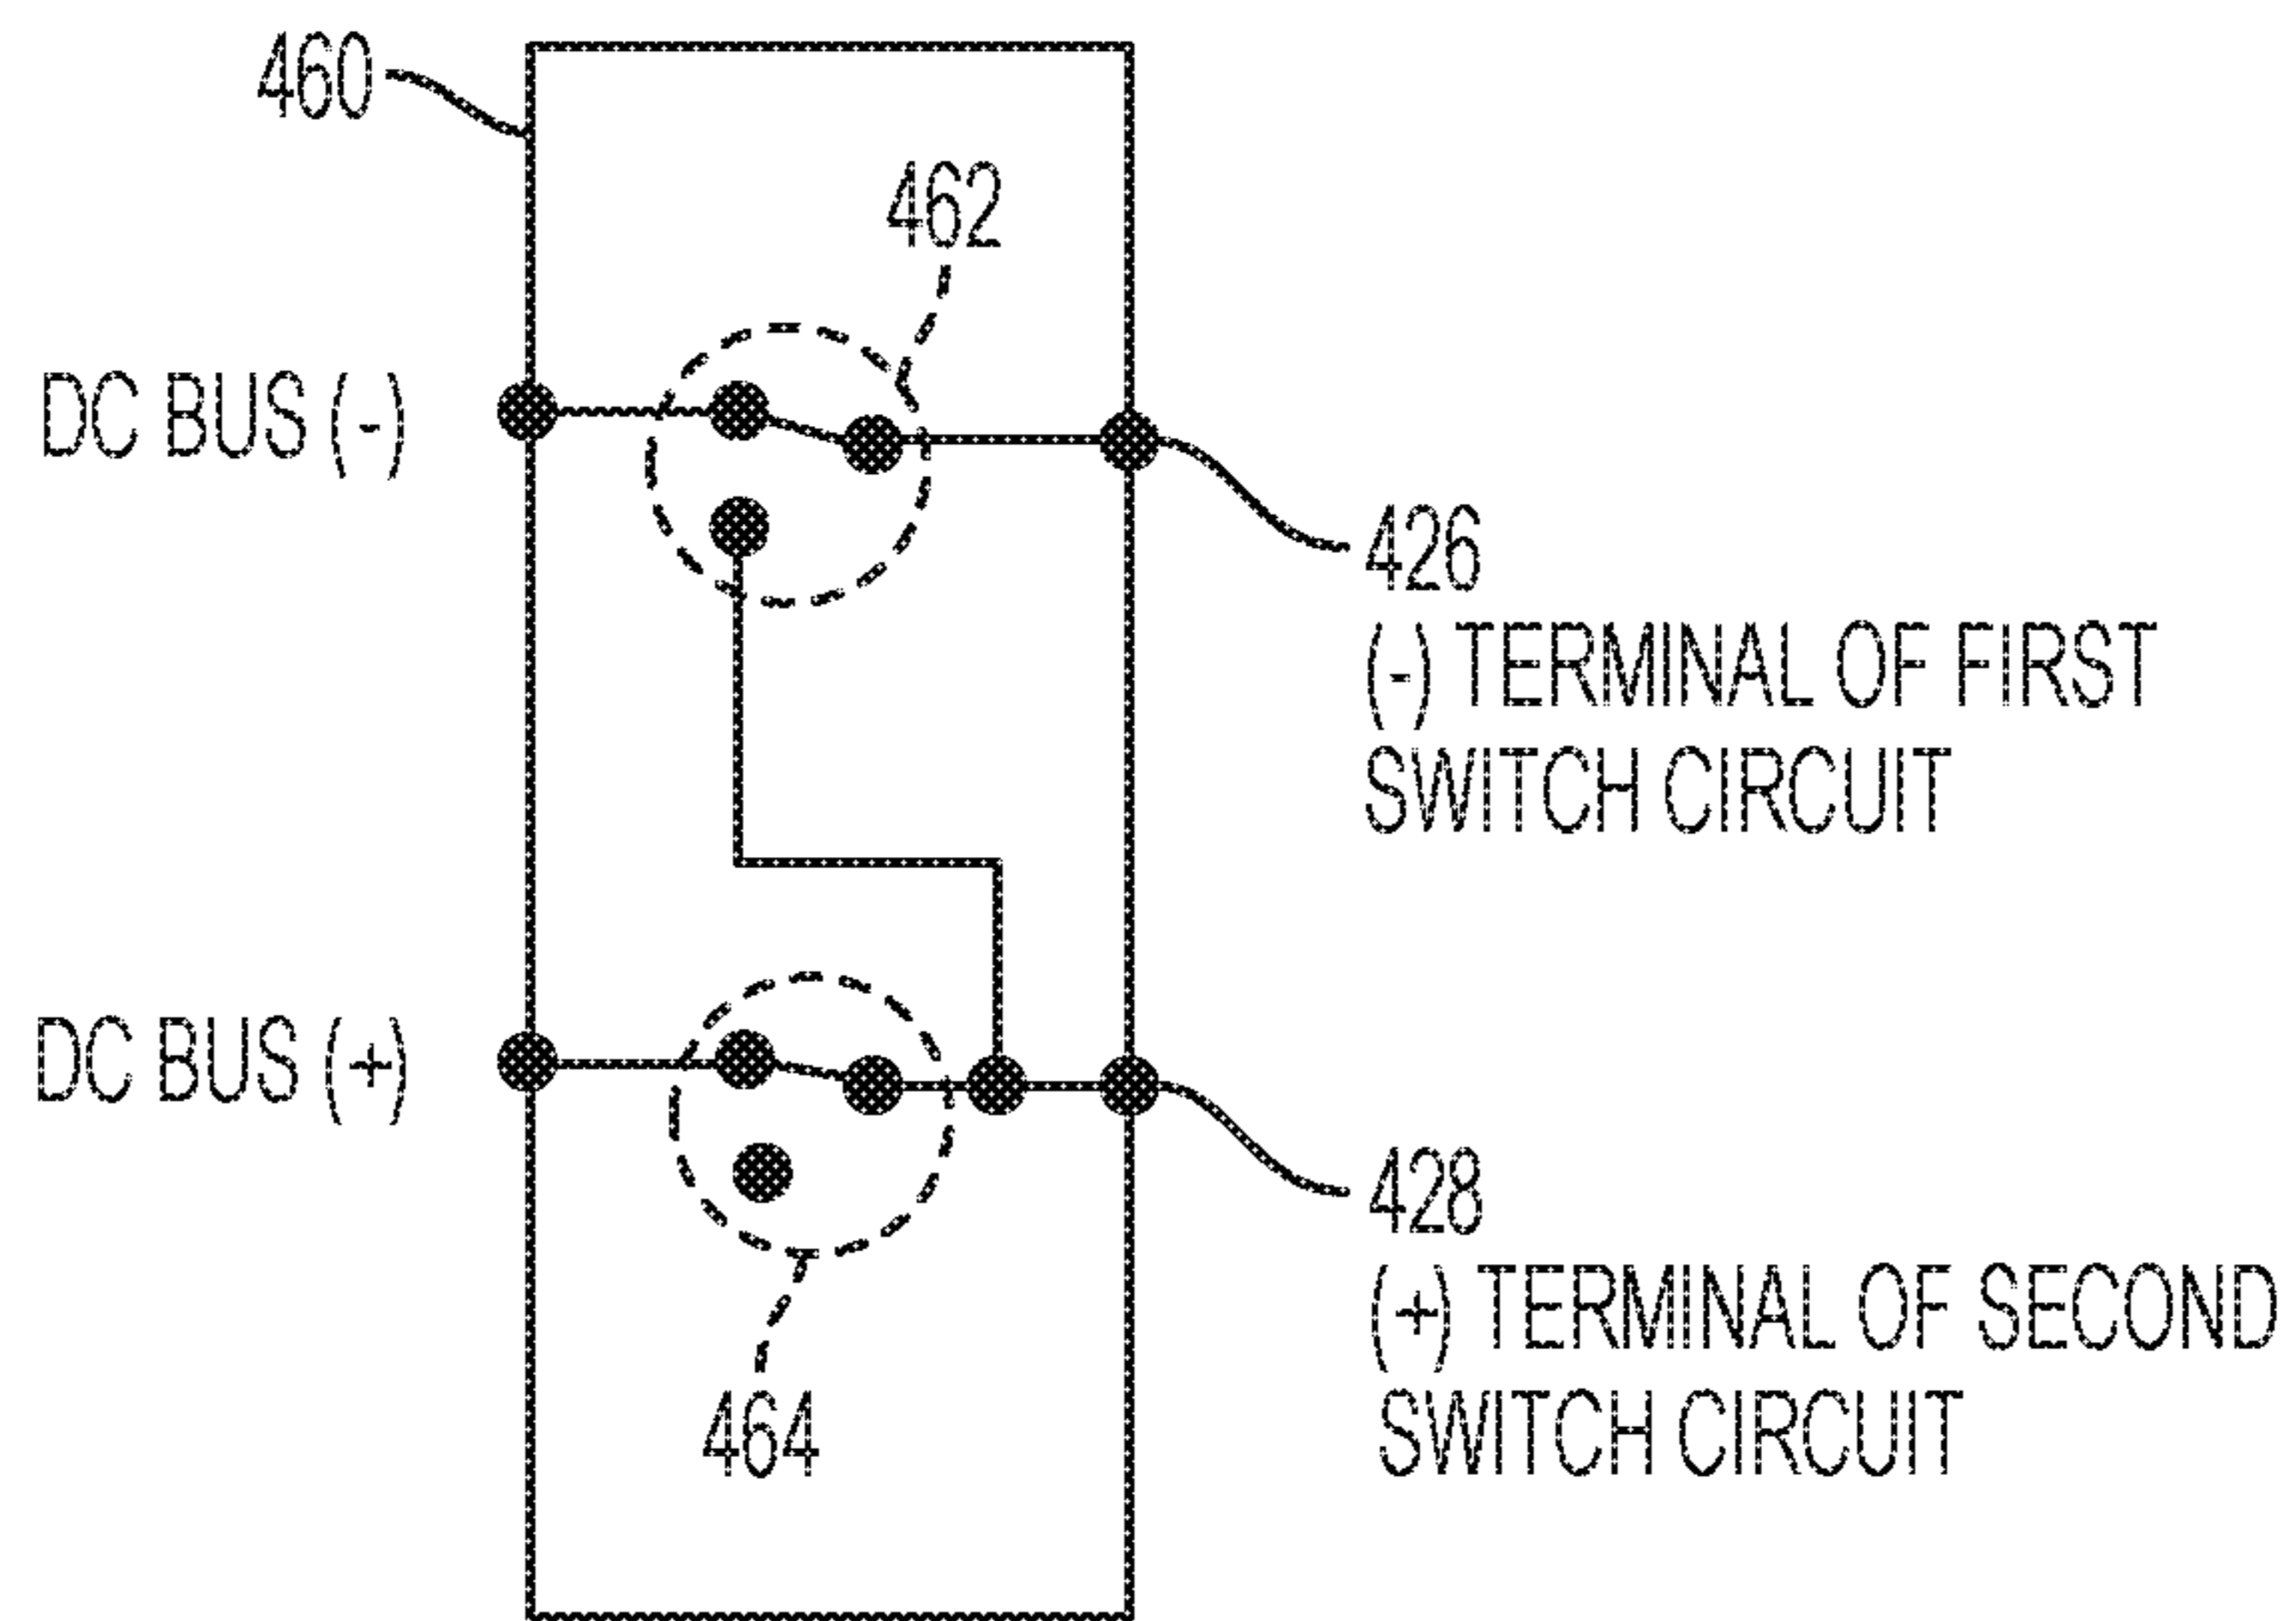 460
462
DC BUS (-)
426
(-) TERMINAL OF FIRST
SWITCH CIRCUIT
DC BUS (+)
428
(+) TERMINAL OF SECOND
SWITCH CIRCUIT
464